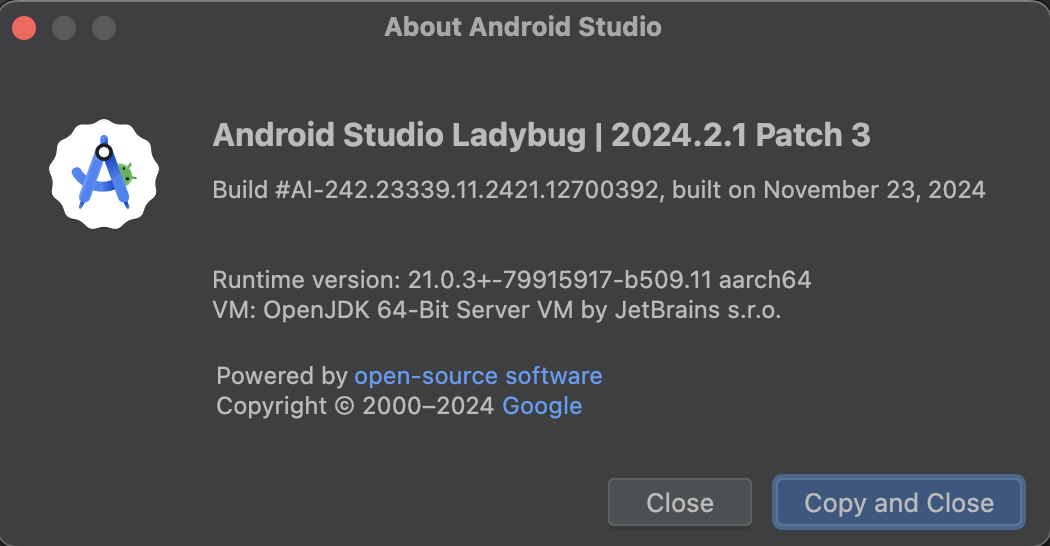 About Android Studio
Android Studio Ladybug | 2024.2.1 Patch 3
Build #AI-242.23339.11.2421.12700392, built on November 23, 2024
Runtime version: 21.0.3+-79915917-b509.11 aarch64
VM: OpenJDK 64-Bit Server VM by JetBrains s.r.o.
Powered by open-source software
Copyright © 2000–2024 Google
Close
Copy and Close